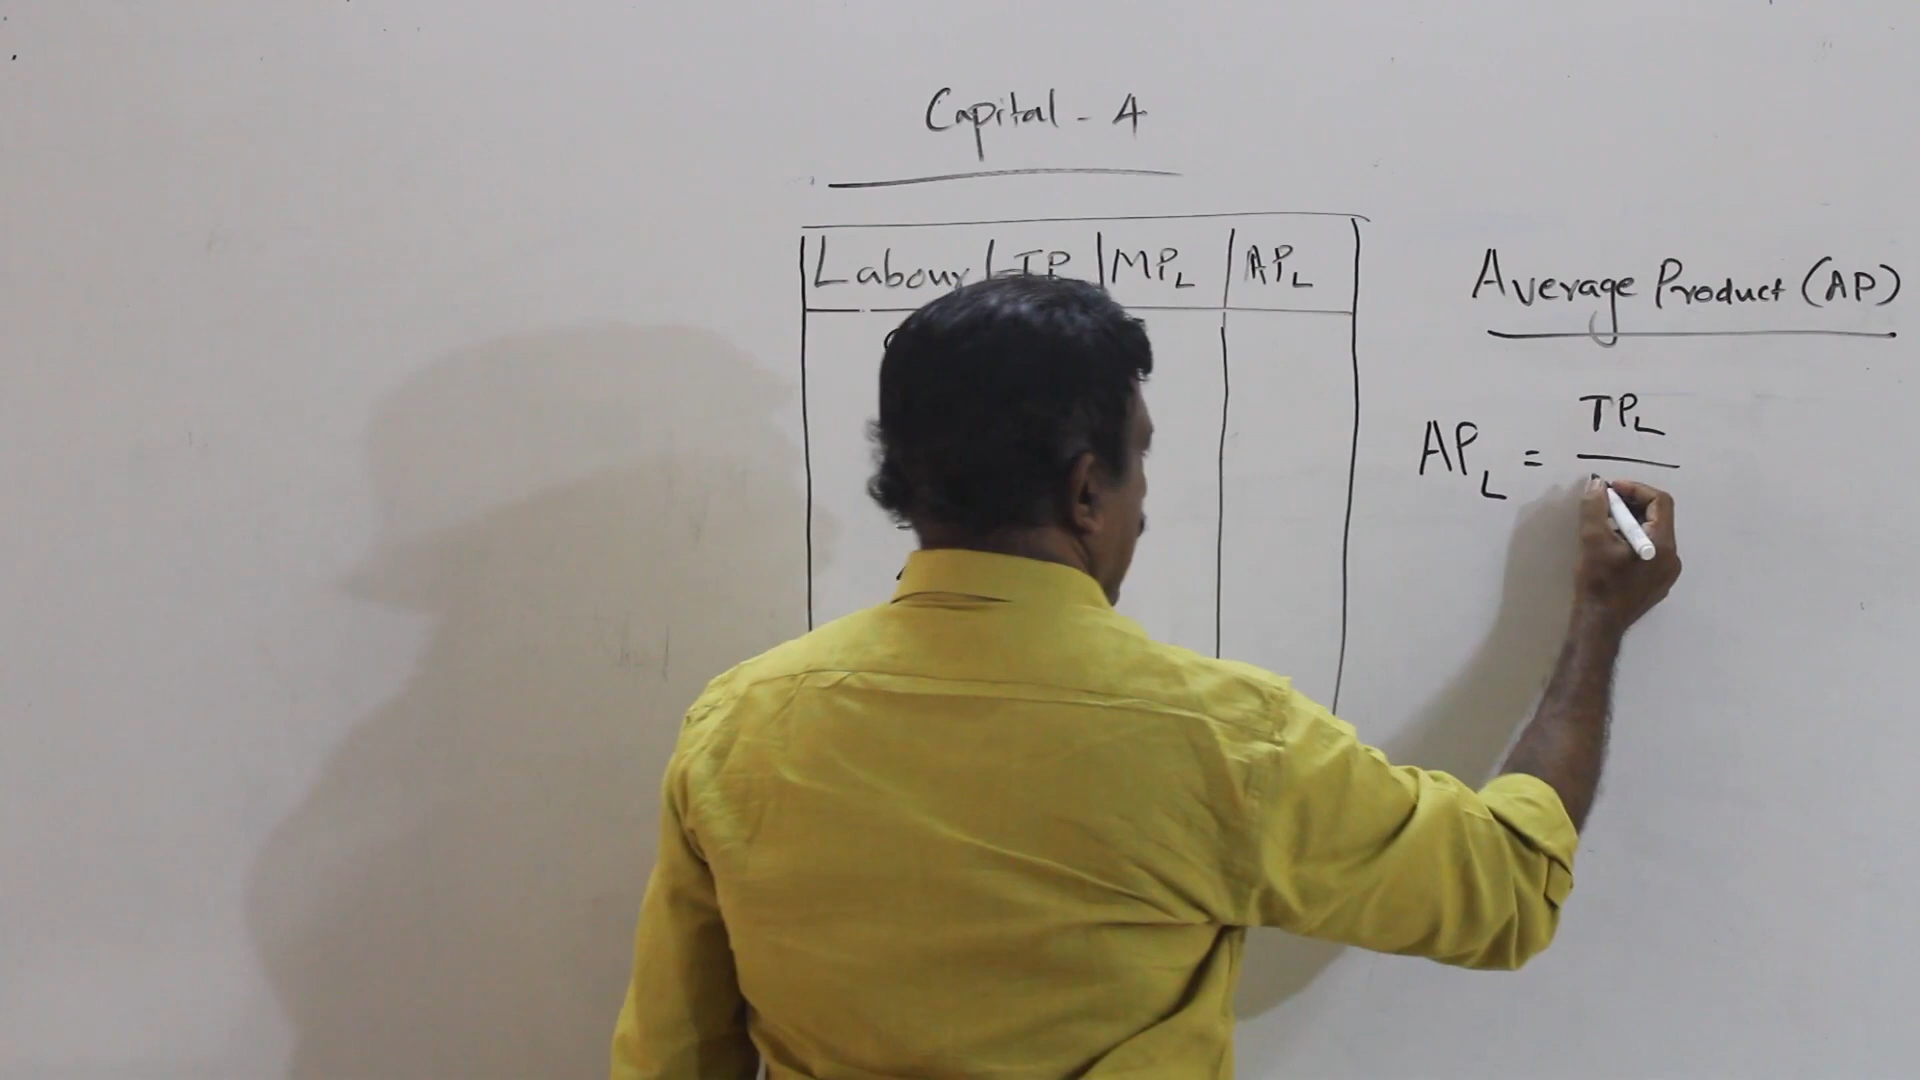 Capital - 4
Labour TP MPL APL
Average Product (AP)
APL = TPL